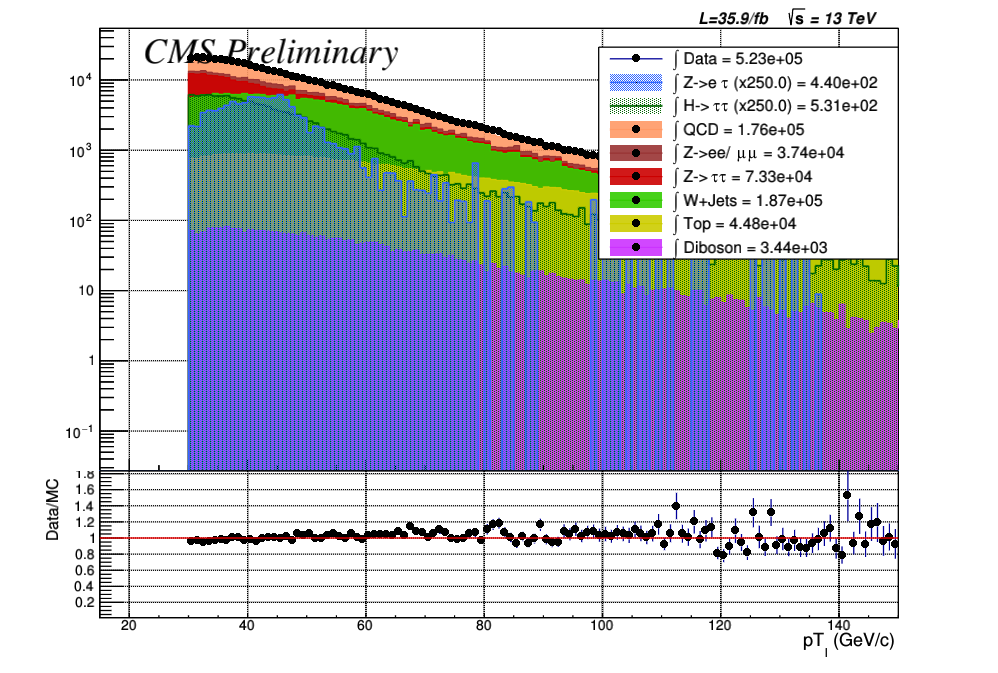 L=35.9/fb √s = 13 TeV
CMS Preliminary
∫ Data = 5.23e+05
∫ Z->e τ (x250.0) = 4.40e+02
∫ H-> ττ (x250.0) = 5.31e+02
∫ QCD = 1.76e+05
∫ Z->ee/ μμ = 3.74e+04
∫ Z-> ττ = 7.33e+04
∫ W+Jets = 1.87e+05
∫ Top = 4.48e+04
∫ Diboson = 3.44e+03
10⁴
10³
10²
10
1
10⁻¹
Data/MC
1.8
1.6
1.4
1.2
1
0.8
0.6
0.4
0.2
20 40 60 80 100 120 140
pT_l (GeV/c)